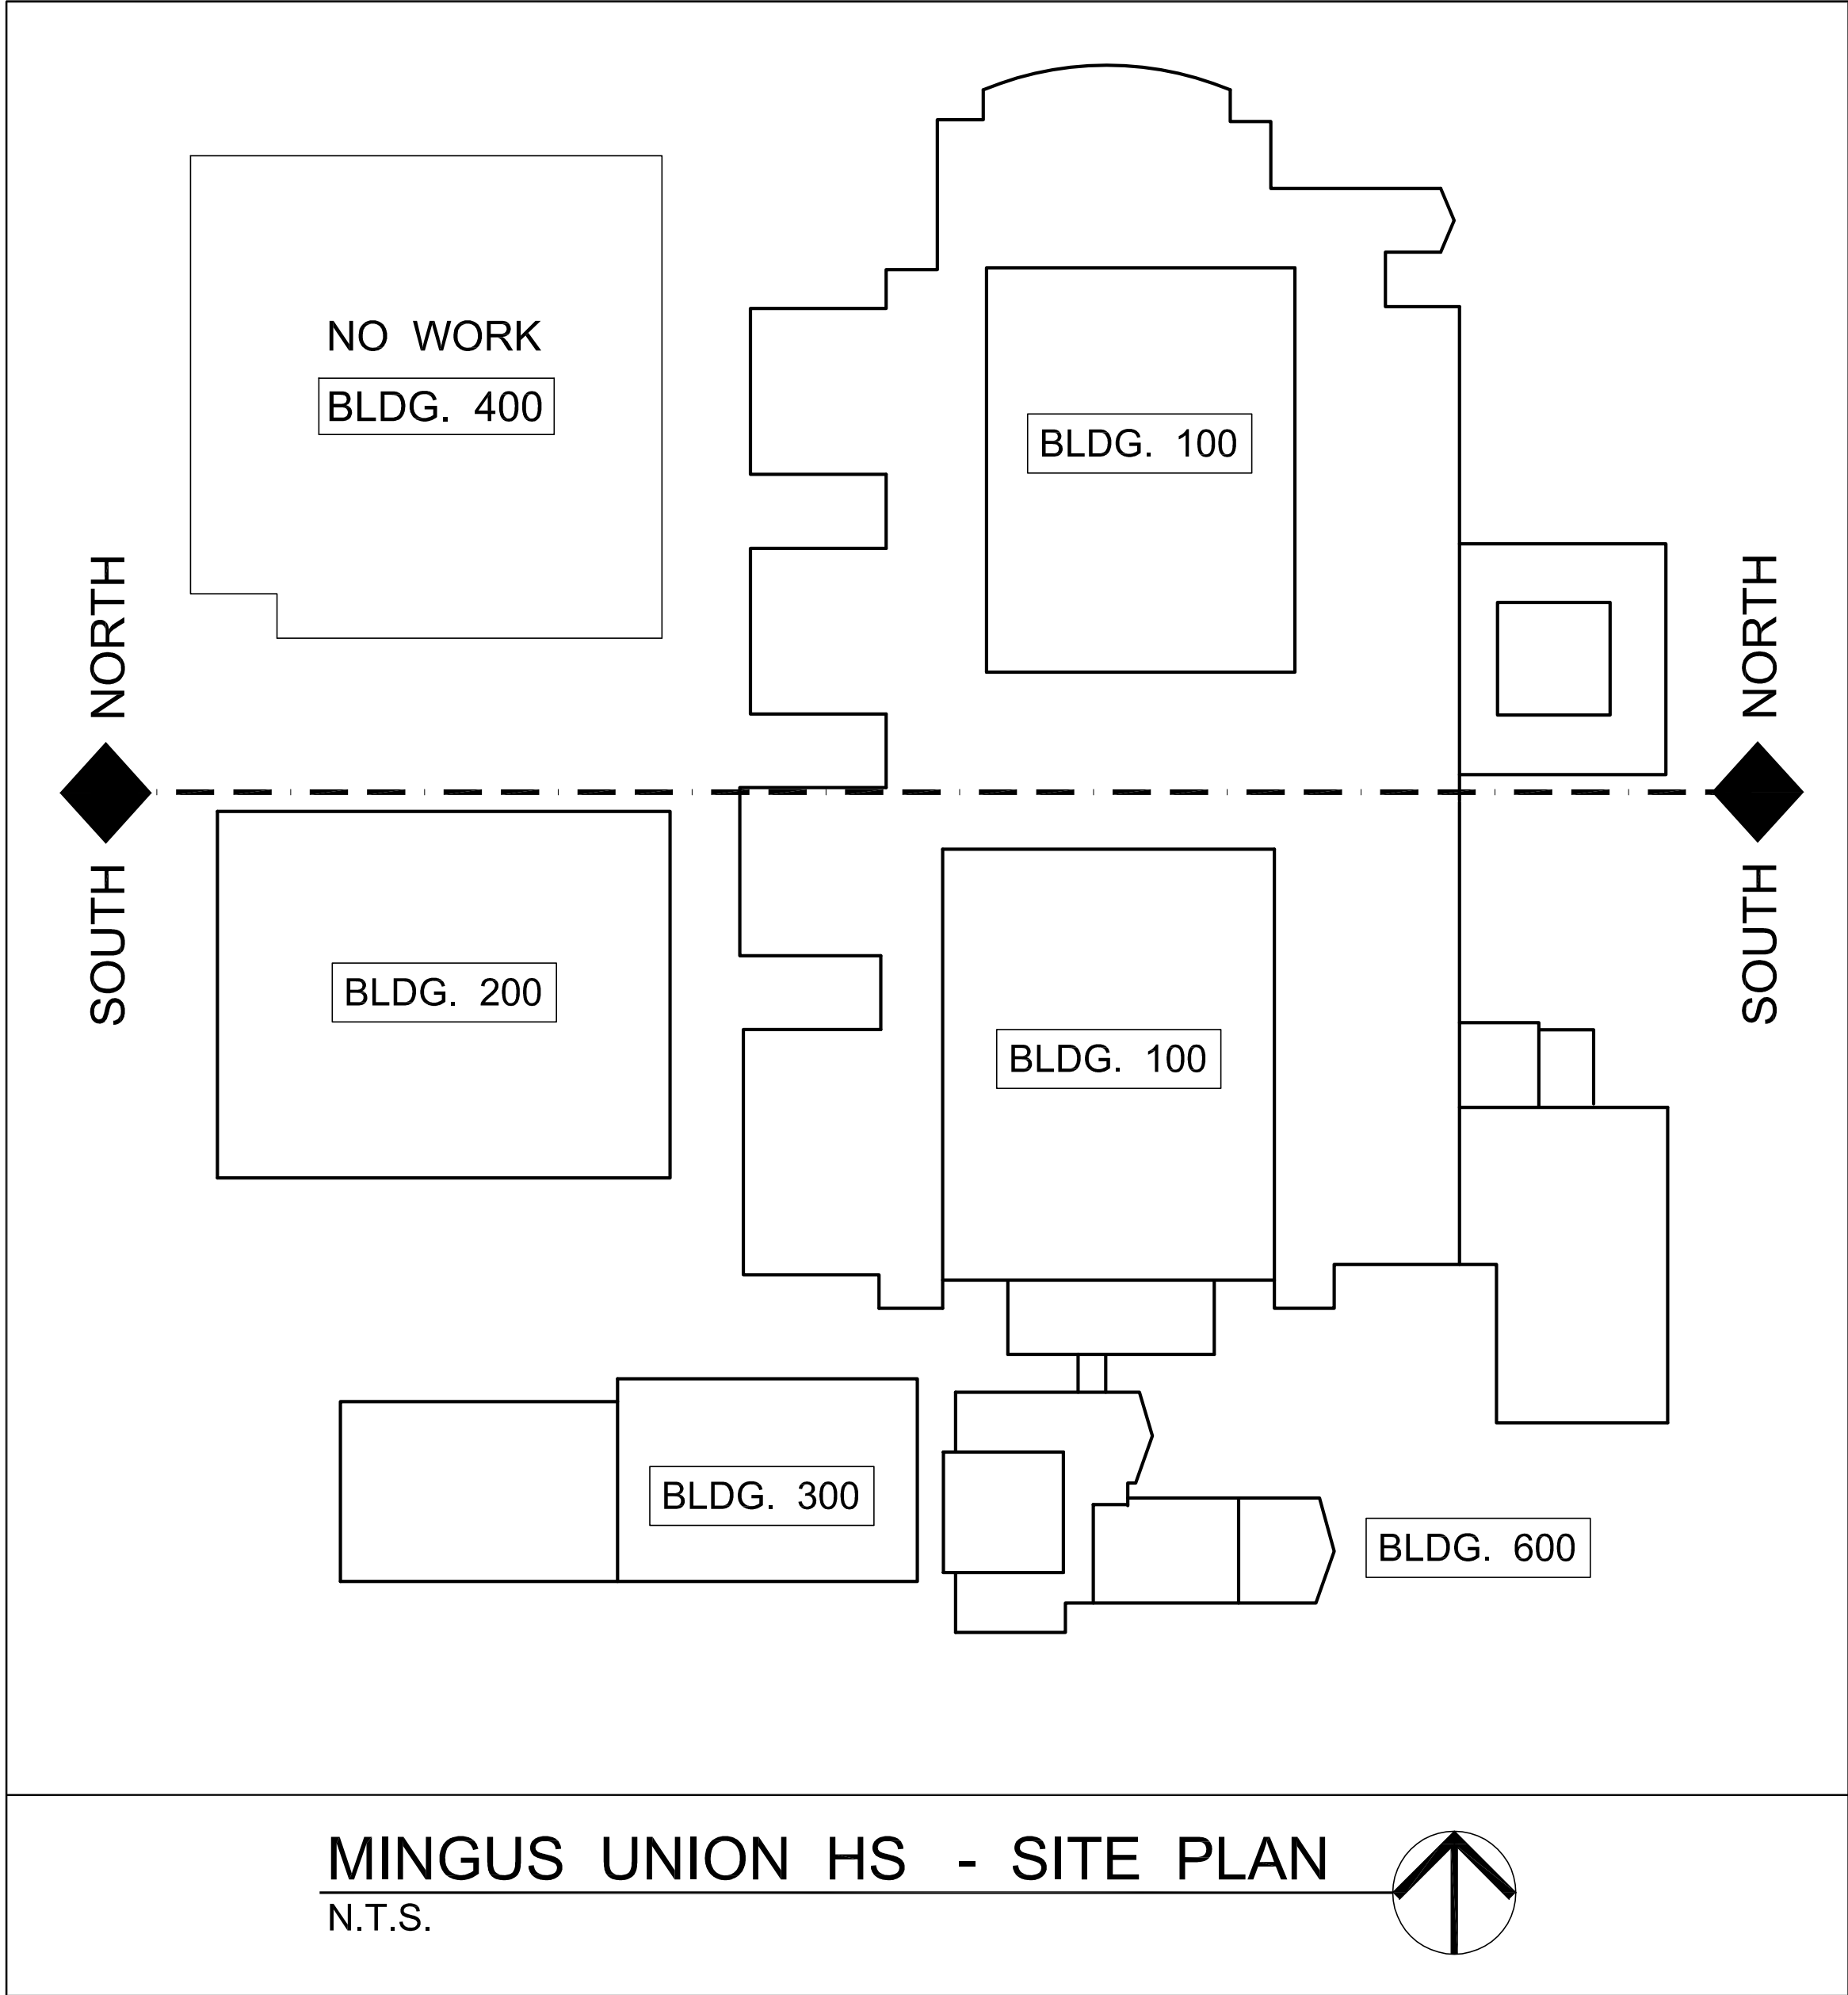 NO WORK
BLDG. 400
BLDG. 100
NORTH
NORTH
SOUTH
SOUTH
BLDG. 200
BLDG. 100
BLDG. 300
BLDG. 600
MINGUS UNION HS - SITE PLAN
N.T.S.